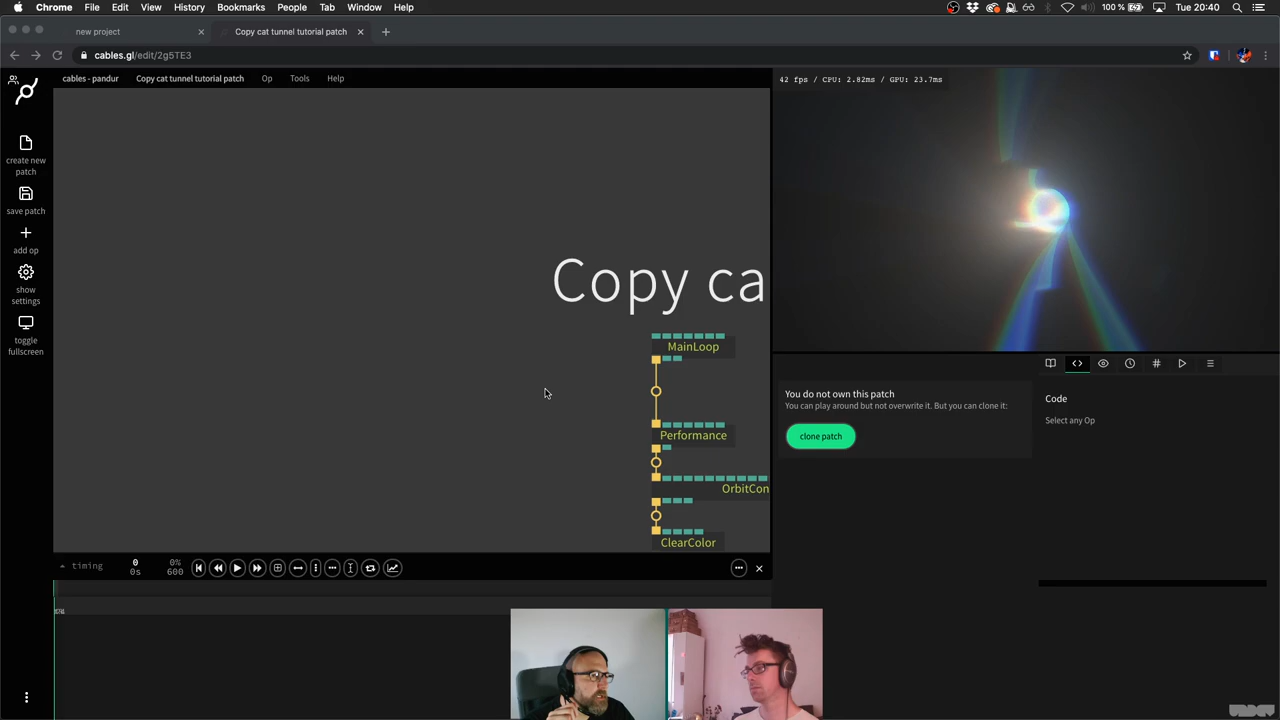 Chrome File Edit View History Bookmarks People Tab Window Help 100 % Tue 20:40
new project Copy cat tunnel tutorial patch
cables.gl/edit/2g5TE3
cables - pandur Copy cat tunnel tutorial patch Op Tools Help
42 fps / CPU: 2.82ms / GPU: 23.7ms
create new
patch
save patch
add op
show
settings
toggle
fullscreen
Copy ca
MainLoop
Performance
OrbitCon
ClearColor
You do not own this patch
You can play around but not overwrite it. But you can clone it:
clone patch
Code
Select any Op
timing 0 0%
0s 600